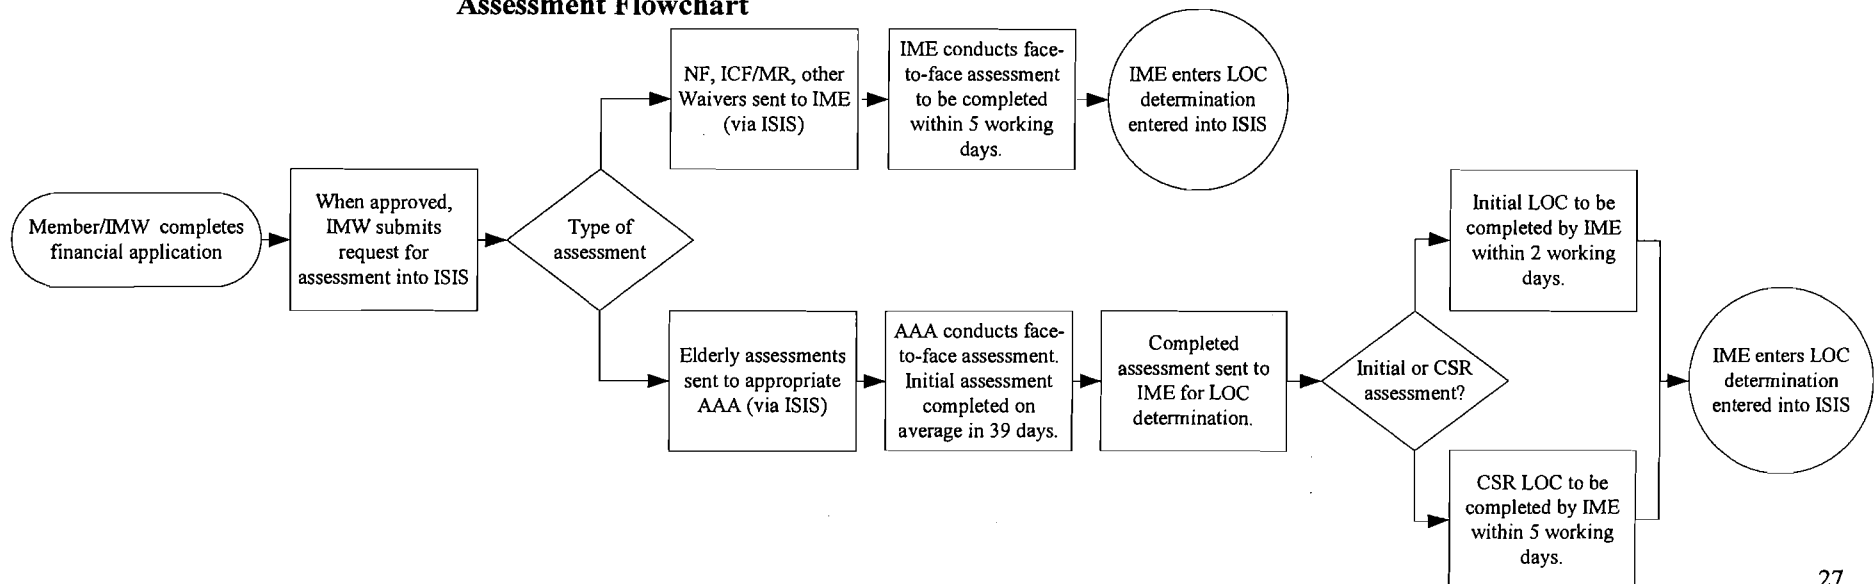 Assessment Flowchart
Member/IMW completes
financial application
When approved,
IMW submits
request for
assessment into ISIS
Type of
assessment
NF, ICF/MR, other
Waivers sent to IME
(via ISIS)
IME conducts face-
to-face assessment
to be completed
within 5 working
days.
IME enters LOC
determination
entered into ISIS
Elderly assessments
sent to appropriate
AAA (via ISIS)
AAA conducts face-
to-face assessment.
Initial assessment
completed on
average in 39 days.
Completed
assessment sent to
IME for LOC
determination.
Initial or CSR
assessment?
Initial LOC to be
completed by IME
within 2 working
days.
CSR LOC to be
completed by IME
within 5 working
days.
IME enters LOC
determination
entered into ISIS
27